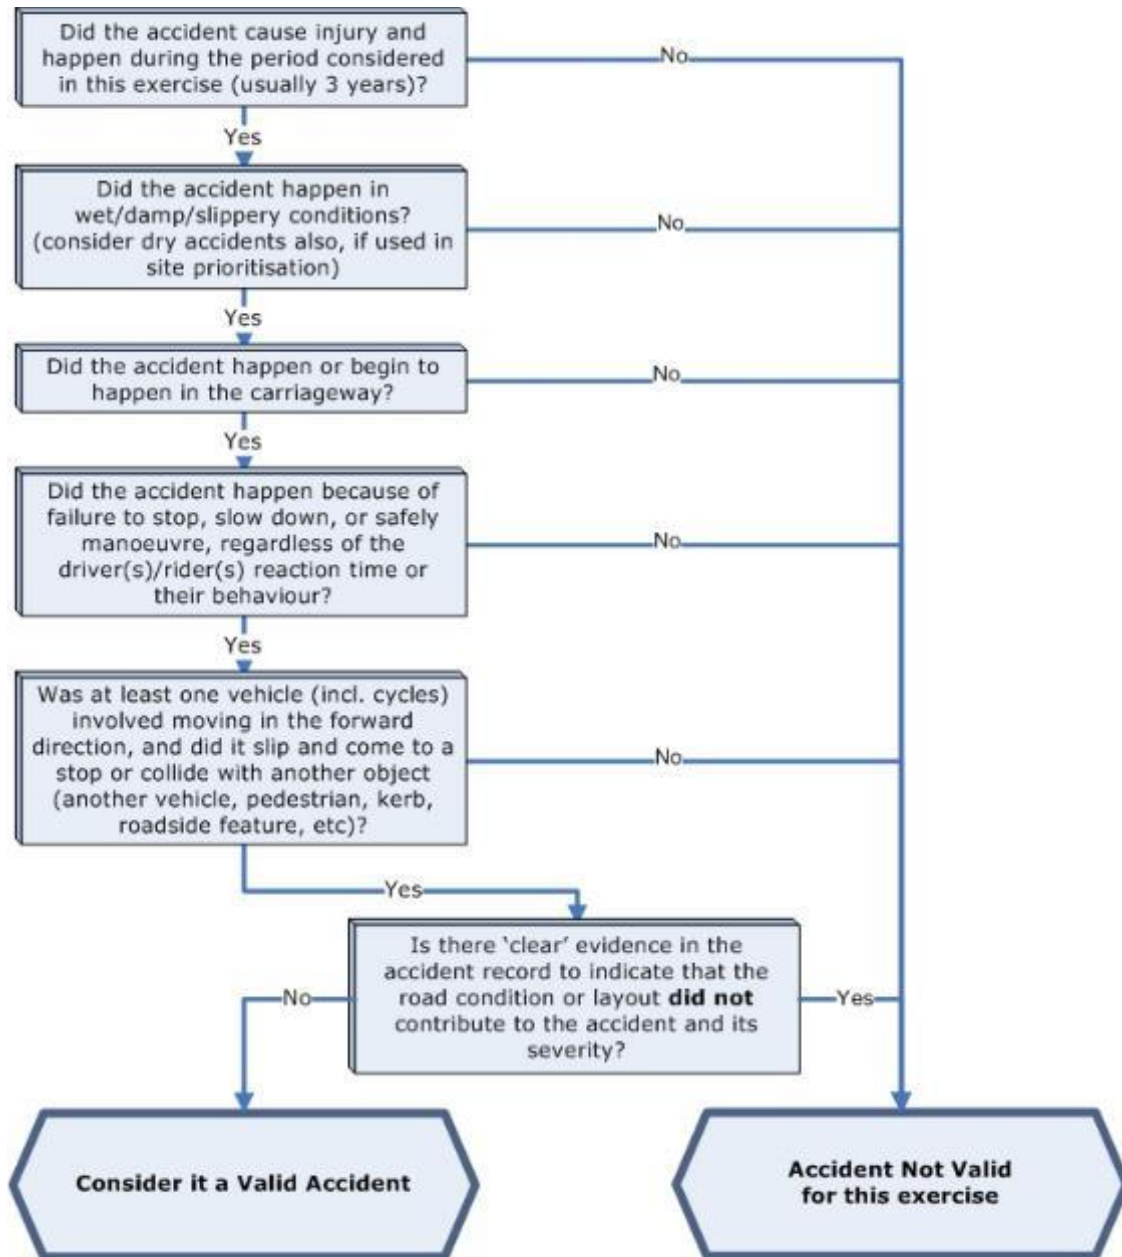 Did the accident cause injury and
happen during the period considered
in this exercise (usually 3 years)?
No
Yes
Did the accident happen in
wet/damp/slippery conditions?
(consider dry accidents also, if used in
site prioritisation)
No
Yes
Did the accident happen or begin to
happen in the carriageway?
No
Yes
Did the accident happen because of
failure to stop, slow down, or safely
manoeuvre, regardless of the
driver(s)/rider(s) reaction time or
their behaviour?
No
Yes
Was at least one vehicle (incl. cycles)
involved moving in the forward
direction, and did it slip and come to a
stop or collide with another object
(another vehicle, pedestrian, kerb,
roadside feature, etc)?
No
Yes
Is there ‘clear’ evidence in the
accident record to indicate that the
road condition or layout did not
contribute to the accident and its
severity?
No
Yes
Consider it a Valid Accident
Accident Not Valid
for this exercise